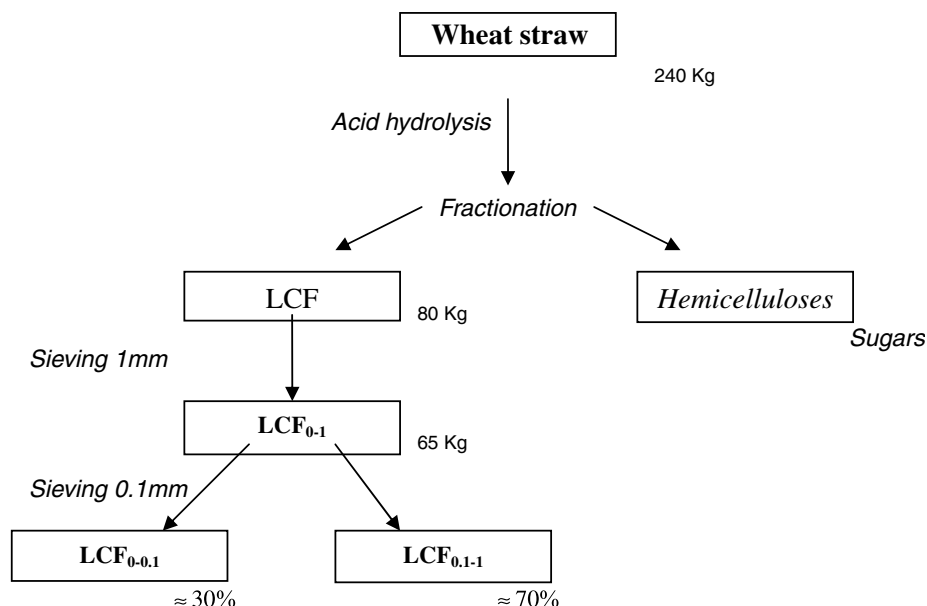 Wheat straw
240 Kg
Acid hydrolysis
Fractionation
LCF
80 Kg
Hemicelluloses
Sugars
Sieving 1mm
LCF₀₋₁
65 Kg
Sieving 0.1mm
LCF₀₋₀.₁
LCF₀.₁₋₁
≈30%
≈70%